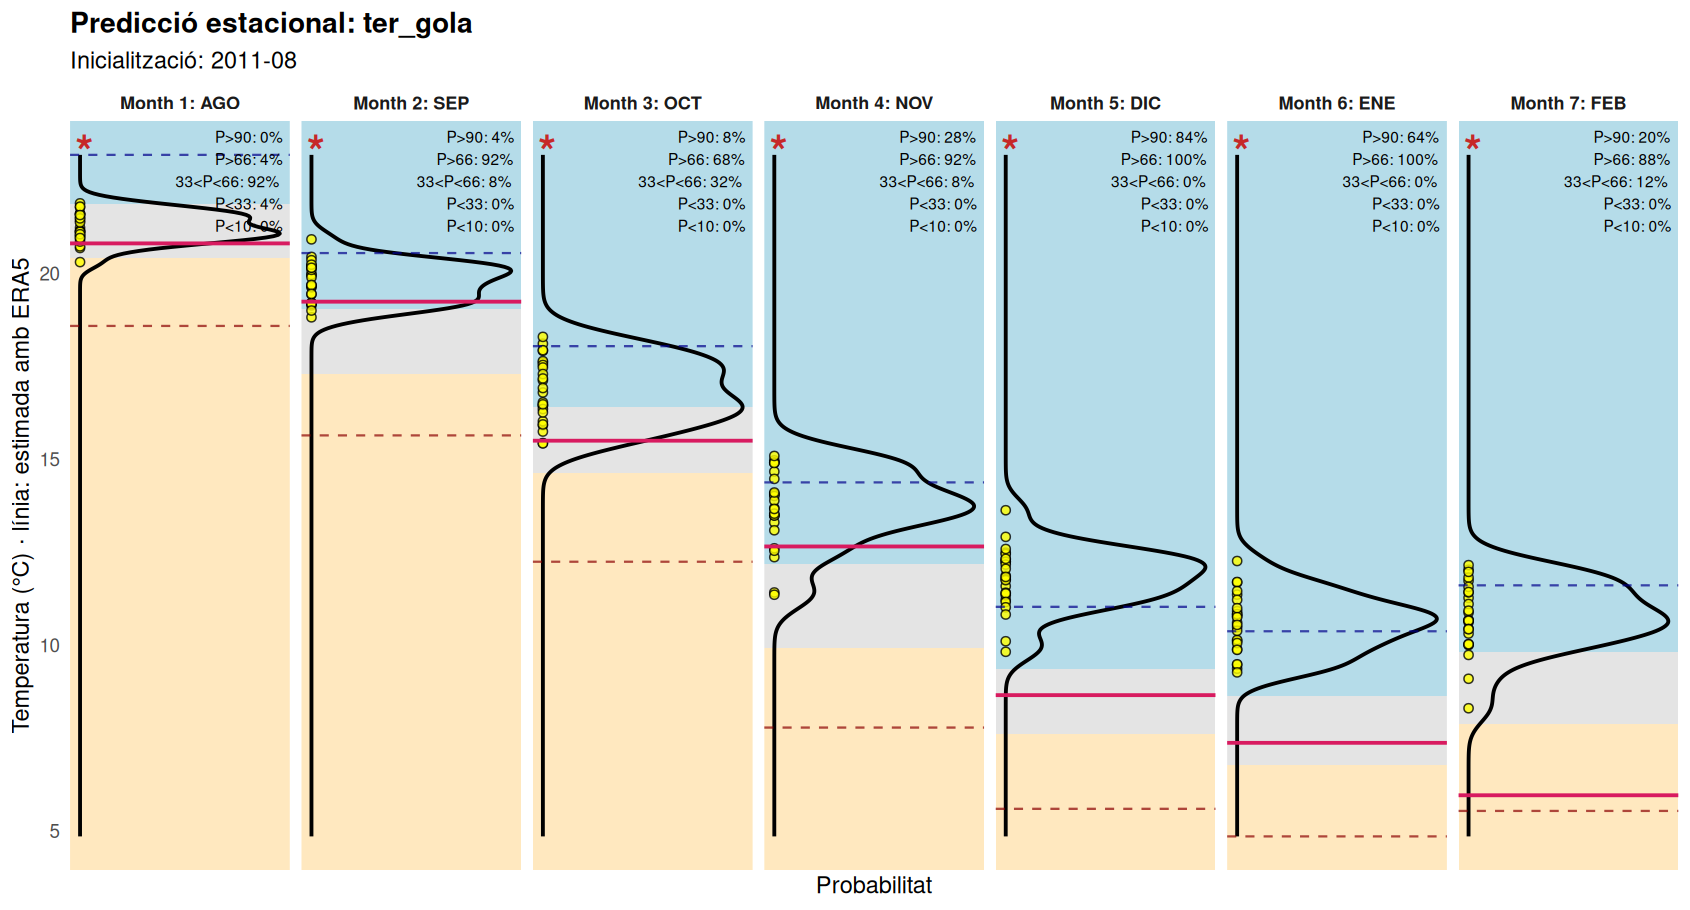 Predicció estacional: ter_gola
Inicialització: 2011-08
Month 1: AGO
Month 2: SEP
Month 3: OCT
Month 4: NOV
Month 5: DIC
Month 6: ENE
Month 7: FEB
*
P>90: 0%
P>66: 4%
33<P<66: 92%
P<33: 4%
P<10: 0%
*
P>90: 4%
P>66: 92%
33<P<66: 8%
P<33: 0%
P<10: 0%
*
P>90: 8%
P>66: 68%
33<P<66: 32%
P<33: 0%
P<10: 0%
*
P>90: 28%
P>66: 92%
33<P<66: 8%
P<33: 0%
P<10: 0%
*
P>90: 84%
P>66: 100%
33<P<66: 0%
P<33: 0%
P<10: 0%
*
P>90: 64%
P>66: 100%
33<P<66: 0%
P<33: 0%
P<10: 0%
*
P>90: 20%
P>66: 88%
33<P<66: 12%
P<33: 0%
P<10: 0%
Temperatura (°C) · línia: estimada amb ERA5
20
15
10
5
Probabilitat